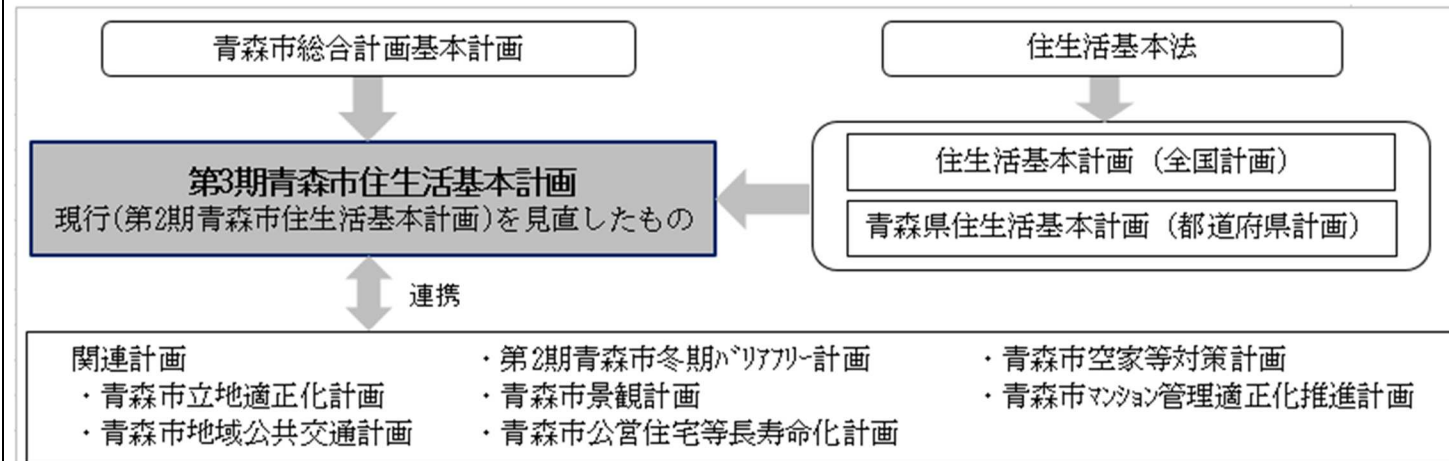 青森市総合計画基本計画
住生活基本法
第3期青森市住生活基本計画
現行(第2期青森市住生活基本計画)を見直したもの
住生活基本計画（全国計画）
青森県住生活基本計画（都道府県計画）
連携
関連計画
・青森市立地適正化計画
・青森市地域公共交通計画
・第2期青森市冬期ﾊﾞﾘｱﾌﾘｰ計画
・青森市景観計画
・青森市公営住宅等長寿命化計画
・青森市空家等対策計画
・青森市ﾏﾝｼｮﾝ管理適正化推進計画